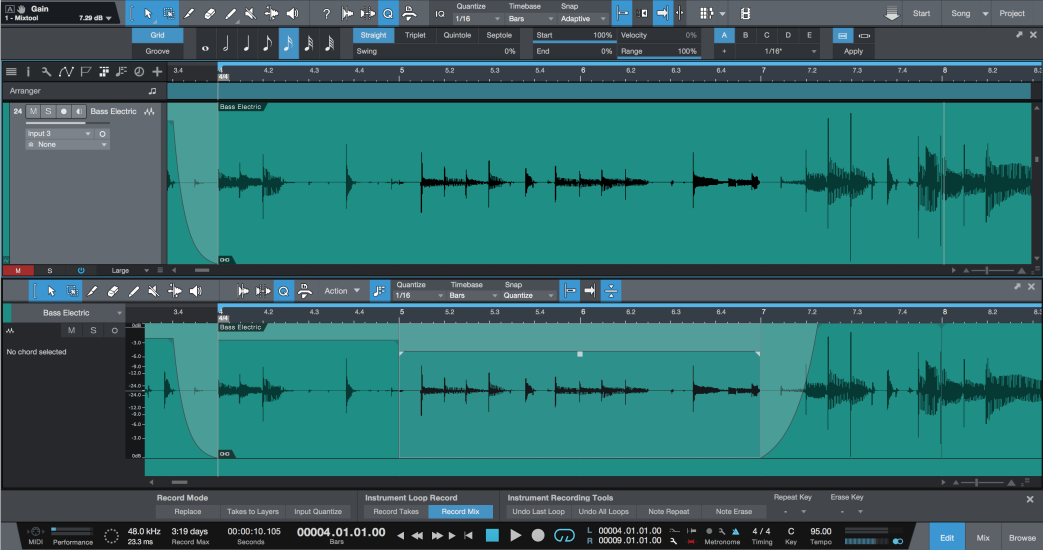 Gain
1 - Mixtool 7.29 dB
IQ
Quantize
1/16
Timebase
Bars
Snap
Adaptive
Start
Song
Project
Grid
Groove
Straight
Triplet
Quintole
Septole
Swing 0%
Start 100%
Velocity 0%
End 0%
Range 100%
A B C D E
+ 1/16*
Apply
3.4 4 4.2 4.3 4.4 5 5.2 5.3 5.4 6 6.2 6.3 6.4 7 7.2 7.3 7.4 8 8.2 8.3
4/4
Arranger
24 M S Bass Electric
Input 3
None
Bass Electric
M S Large
Action
Quantize
1/16
Timebase
Bars
Snap
Quantize
Bass Electric
3.4 4 4.2 4.3 4.4 5 5.2 5.3 5.4 6 6.2 6.3 6.4 7 7.2 7.3 7.4 8 8.2 8.3
4/4
M S
Bass Electric
No chord selected
0dB
-3.0
-6.0
-9.0
-12.0
-24.0
-24.0
-12.0
-9.0
-6.0
-3.0
0dB
Record Mode
Replace Takes to Layers Input Quantize
Instrument Loop Record
Record Takes Record Mix
Instrument Recording Tools
Undo Last Loop Undo All Loops Note Repeat Note Erase
Repeat Key
-
Erase Key
-
MIDI
Performance
48.0 kHz
23.3 ms
3:19 days
Record Max
00:00:10.105
Seconds
00004.01.01.00
Bars
L 00004.01.01.00
R 00009.01.01.00
Metronome
4 / 4
Timing
C
Key
95.00
Tempo
Edit
Mix
Browse